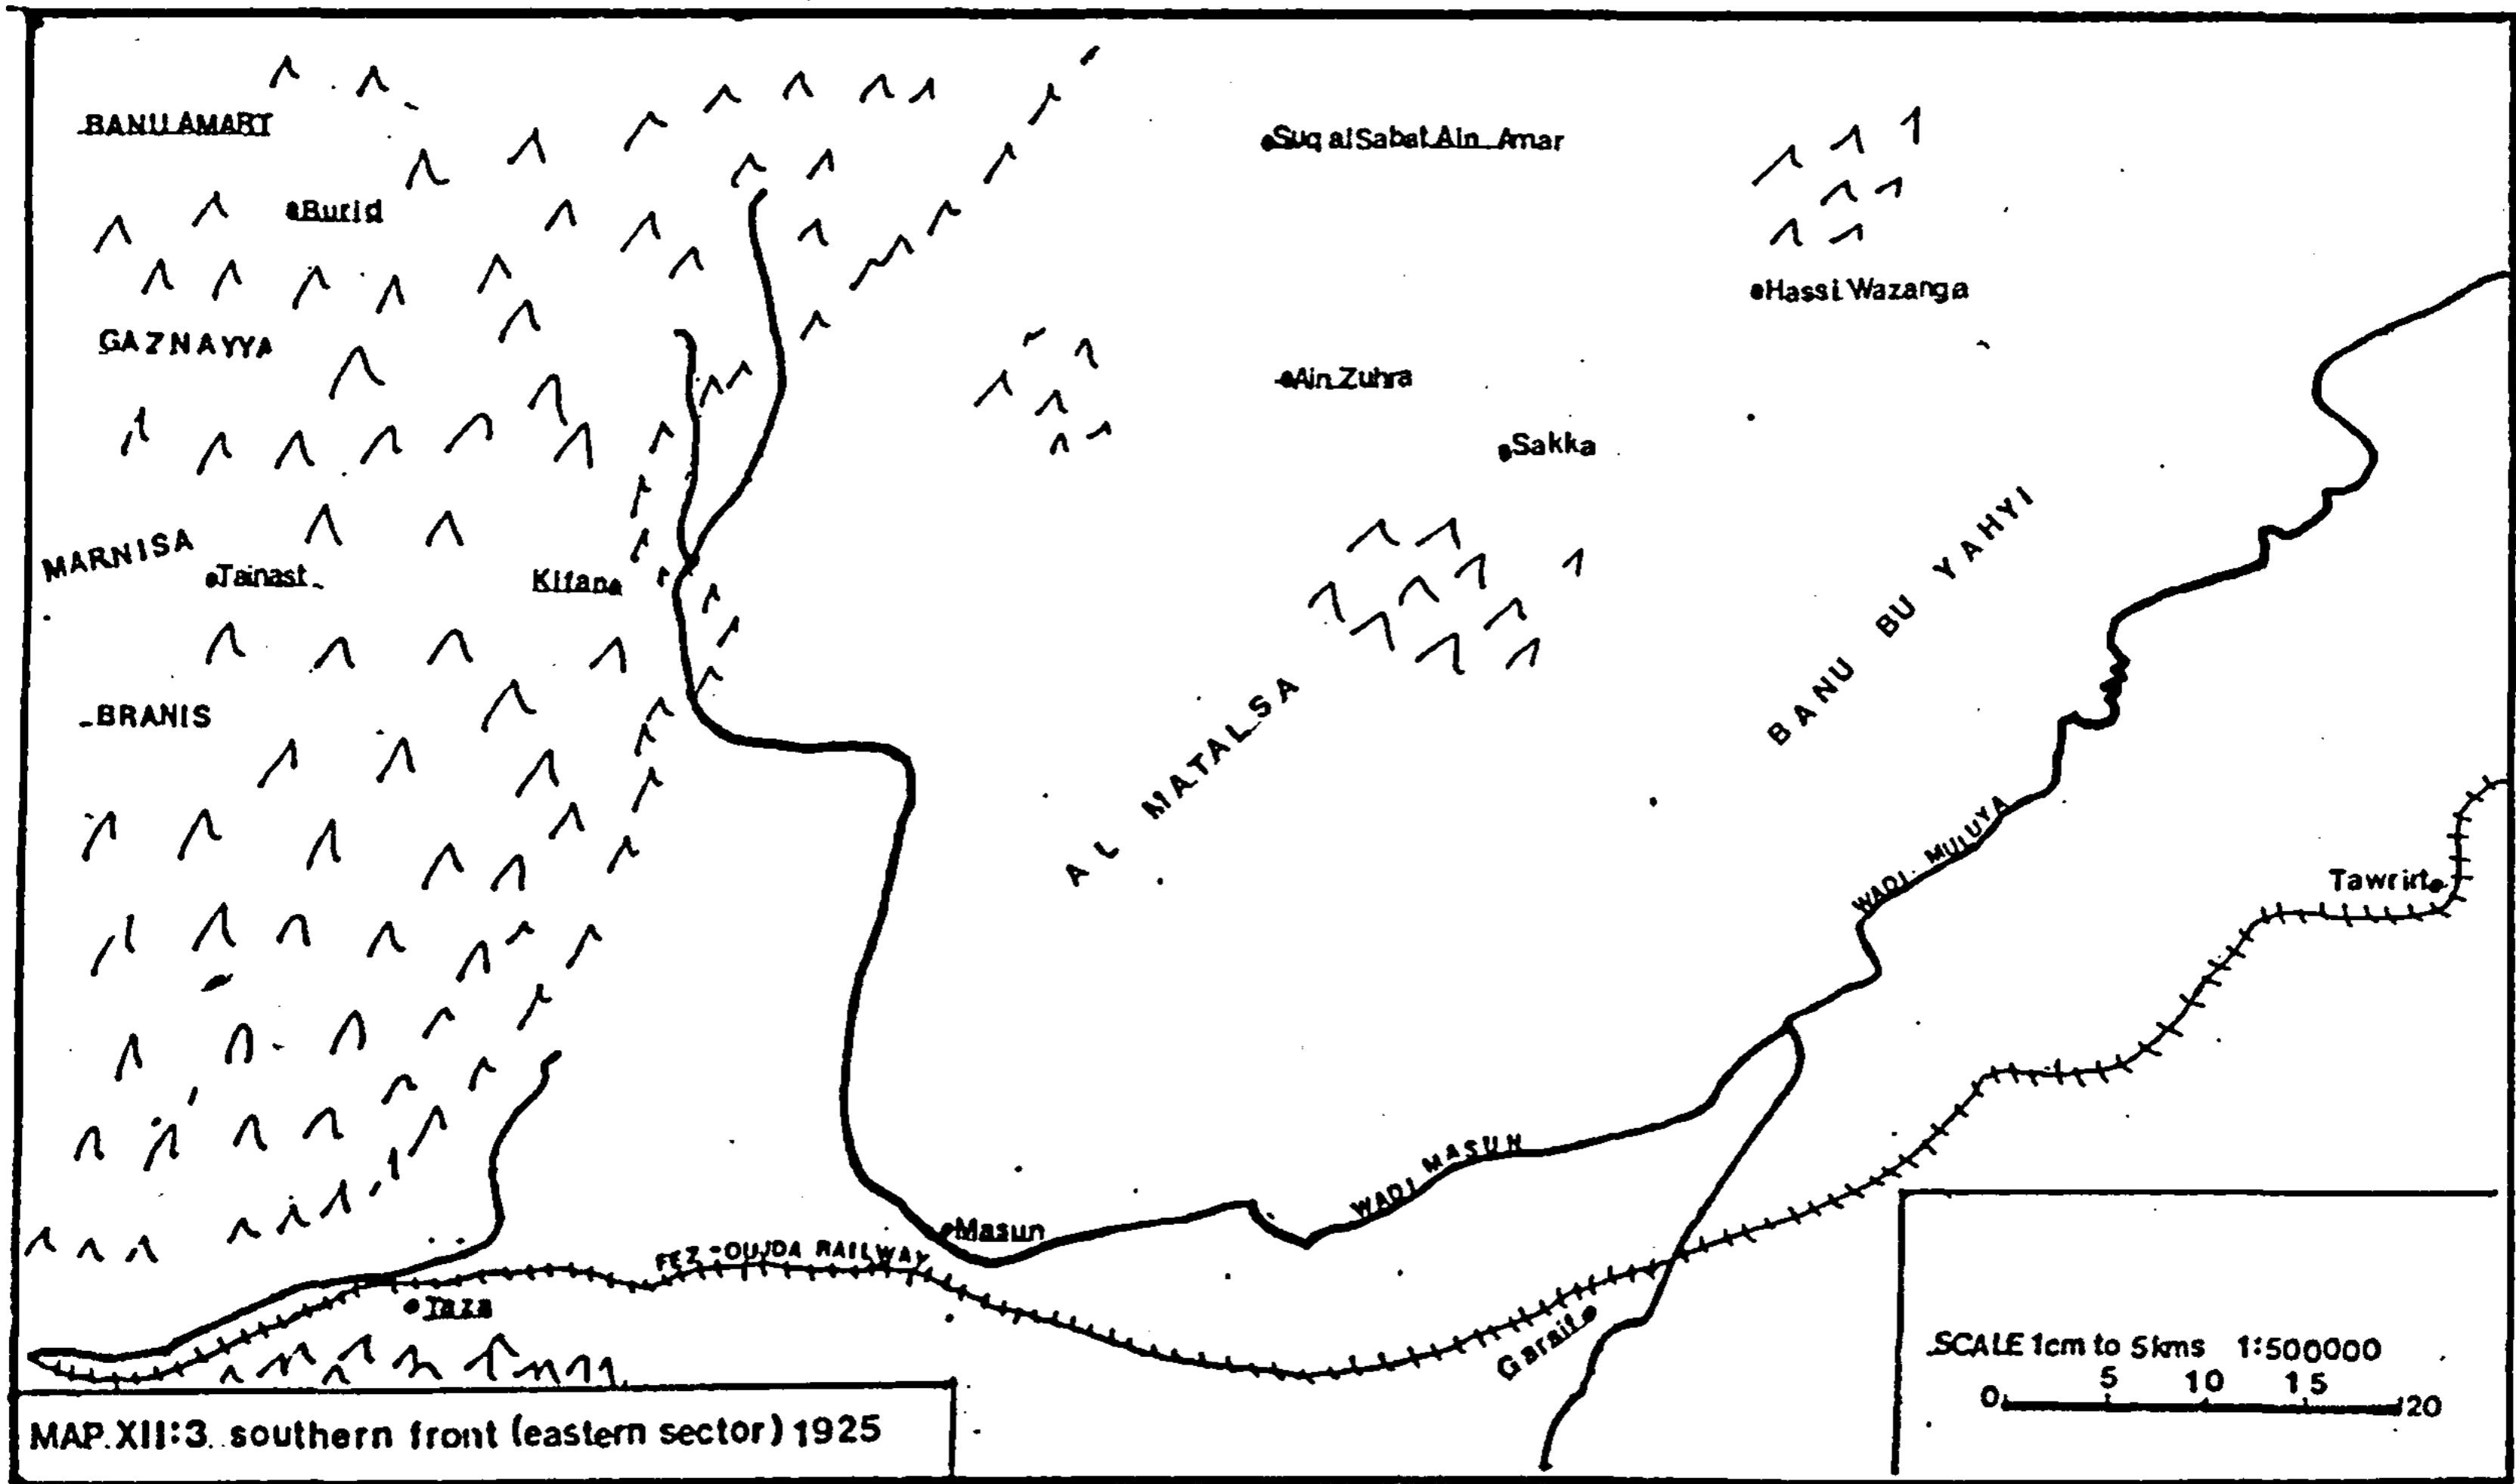 BANU AMART
Suq al Sabat Ain Amar
Burid
Hassi Wazanga
GAZNAYYA
Ain Zuhra
Sakka
MARNISA
Tainast
Kifana
BANU BU YAHYI
BRANIS
AL MATALSA
WADI MULUYA
Tawrirt
WADI MASUN
Masun
FEZ-OUJDA RAILWAY
Taza
Garsif
SCALE 1cm to 5kms 1:500000
0 5 10 15 20
MAP.XII:3. southern front (eastern sector) 1925